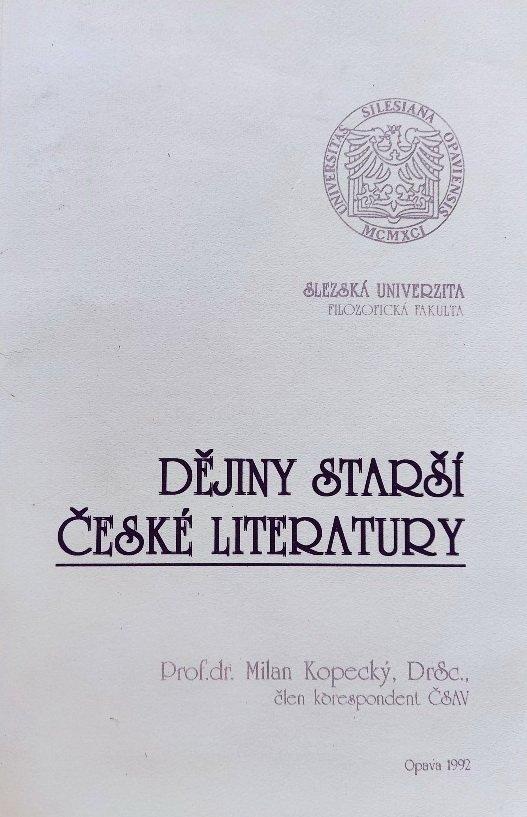 UNIVERSITAS SILESIANA OPAVIENSIS
MCMXCI
SLEZSKÁ UNIVERZITA
FILOZOFICKÁ FAKULTA
DĚJINY STARŠÍ
ČESKÉ LITERATURY
Prof.dr. Milan Kopecký, DrSc.,
člen korespondent ČSAV
Opava 1992